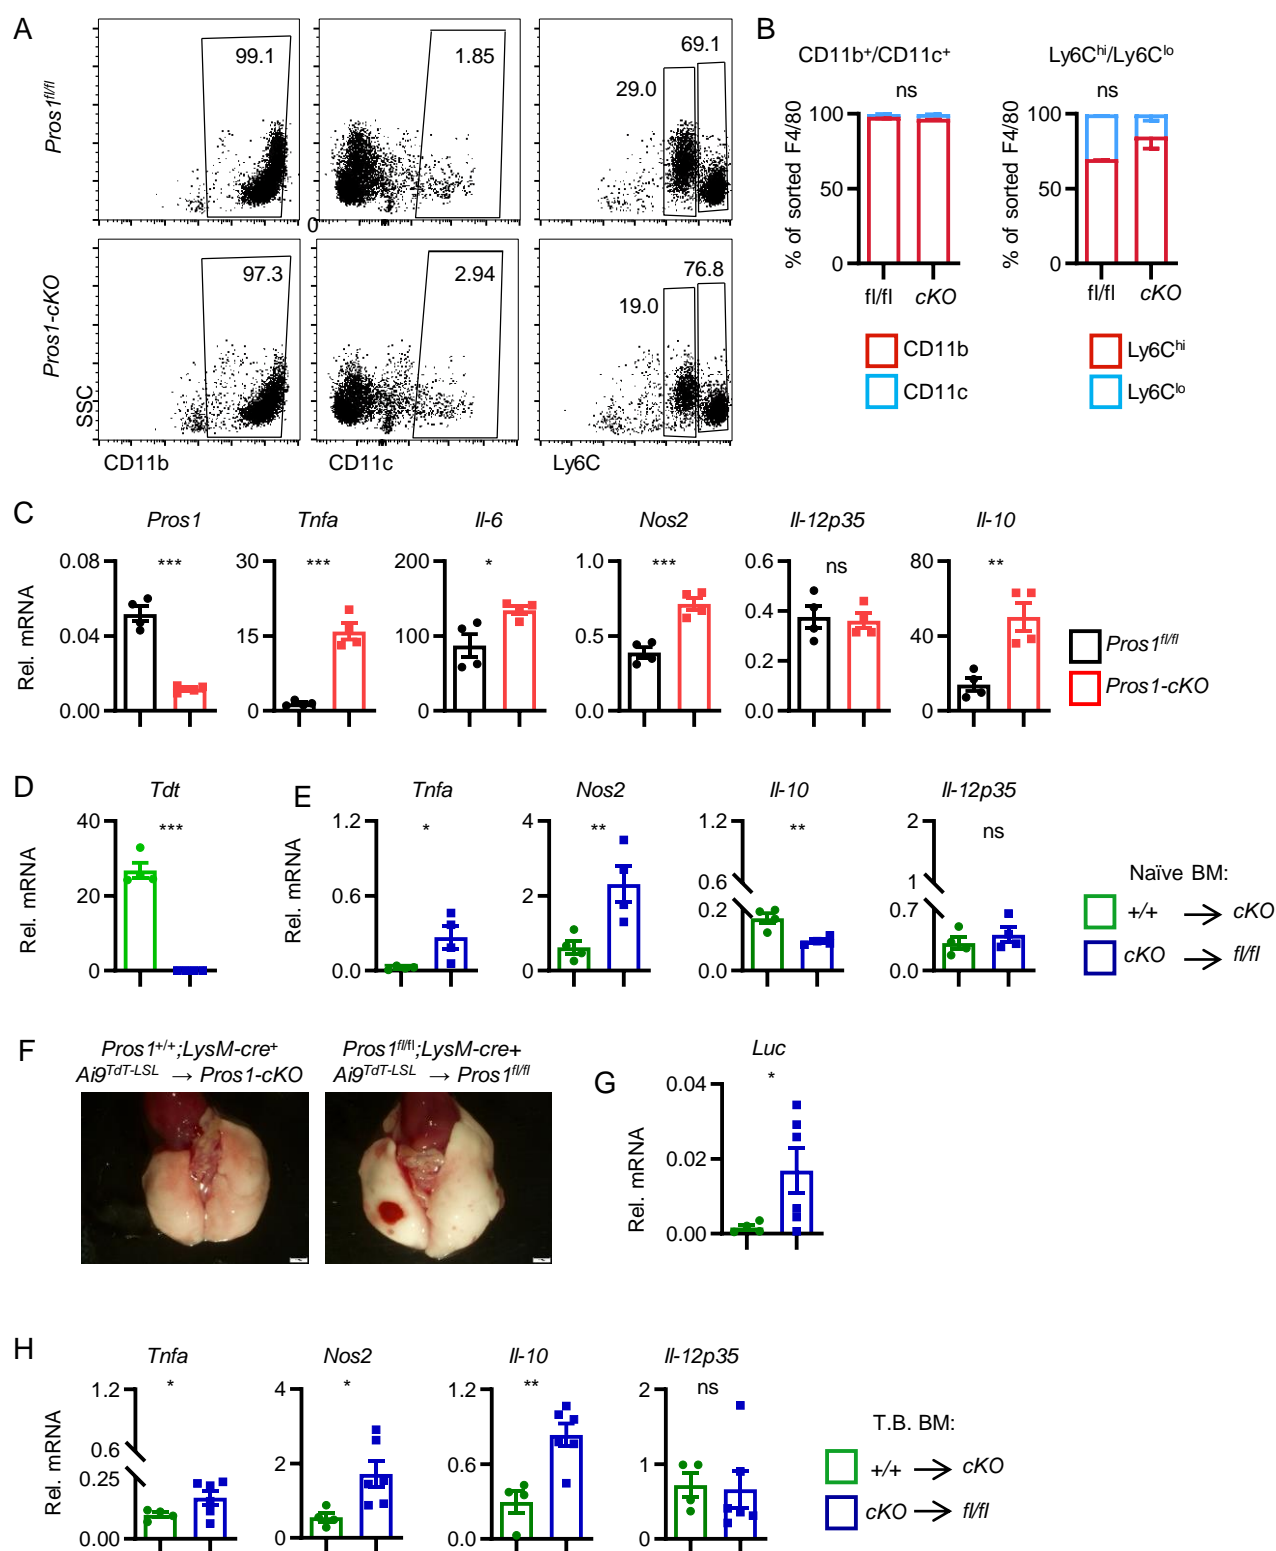 A
Pros1fl/fl
99.1
1.85
29.0
69.1
0
Pros1-cKO
97.3
2.94
19.0
76.8
SSC
CD11b
CD11c
Ly6C
B
CD11b+/CD11c+
ns
% of sorted F4/80
100
50
0
fl/fl
cKO
CD11b
CD11c
Ly6Chi/Ly6Clo
ns
% of sorted F4/80
100
50
0
fl/fl
cKO
Ly6Chi
Ly6Clo
C
Rel. mRNA
Pros1
***
0.08
0.04
0.00
Tnfa
***
30
15
0
Il-6
*
200
100
0
Nos2
***
1.0
0.5
0.0
Il-12p35
ns
0.6
0.4
0.2
0.0
Il-10
**
80
40
0
Pros1fl/fl
Pros1-cKO
D
Rel. mRNA
Tdt
***
40
20
0
E
Rel. mRNA
Tnfa
*
1.2
0.6
0.0
Nos2
**
4
2
0
Il-10
**
1.2
0.6
0.2
0.0
Il-12p35
ns
2
1
0.7
0.0
Naïve BM:
+/+ → cKO
cKO → fl/fl
F
Pros1+/+;LysM-cre+
Ai9TdT-LSL → Pros1-cKO
Pros1fl/fl;LysM-cre+
Ai9TdT-LSL → Pros1fl/fl
G
Rel. mRNA
Luc
*
0.04
0.02
0.00
H
Rel. mRNA
Tnfa
*
1.2
0.6
0.25
0.00
Nos2
*
4
2
0
Il-10
**
1.2
0.6
0.0
Il-12p35
ns
2
1
0
T.B. BM:
+/+ → cKO
cKO → fl/fl